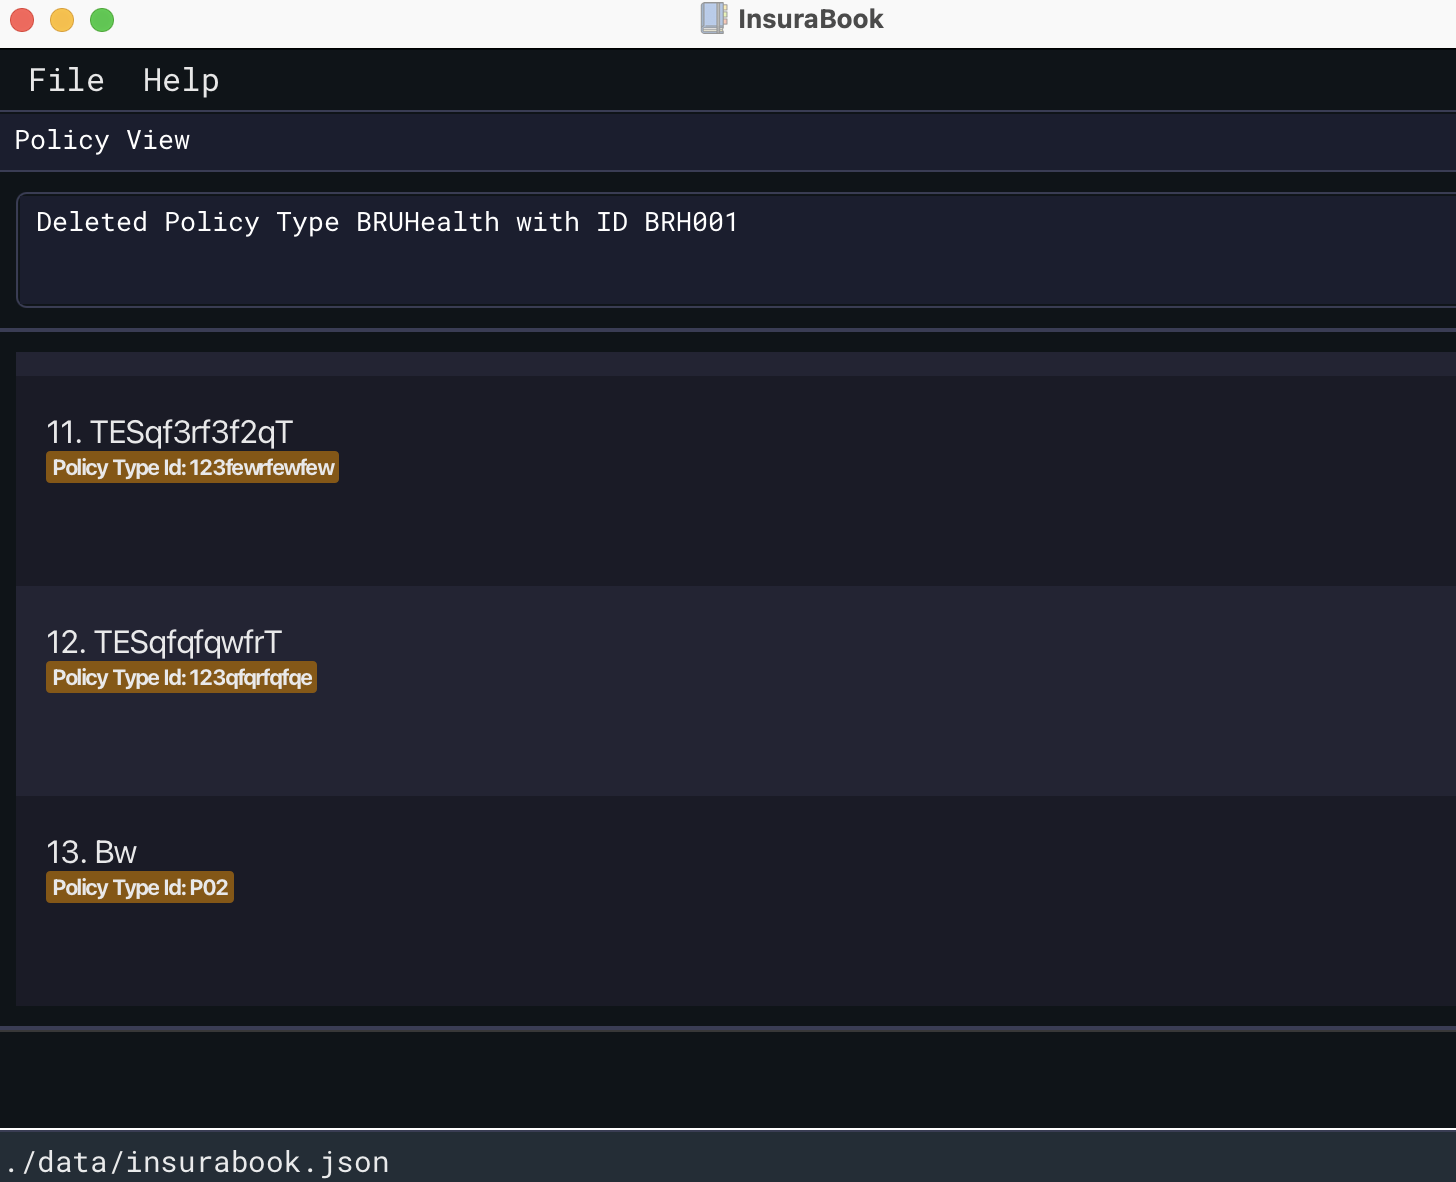 InsuraBook
File Help
Policy View
Deleted Policy Type BRUHealth with ID BRH001
11. TESqf3rf3f2qT
Policy Type Id: 123fewrfewfew
12. TESqfqfqwfrT
Policy Type Id: 123qfqrfqfqe
13. Bw
Policy Type Id: P02
./data/insurabook.json